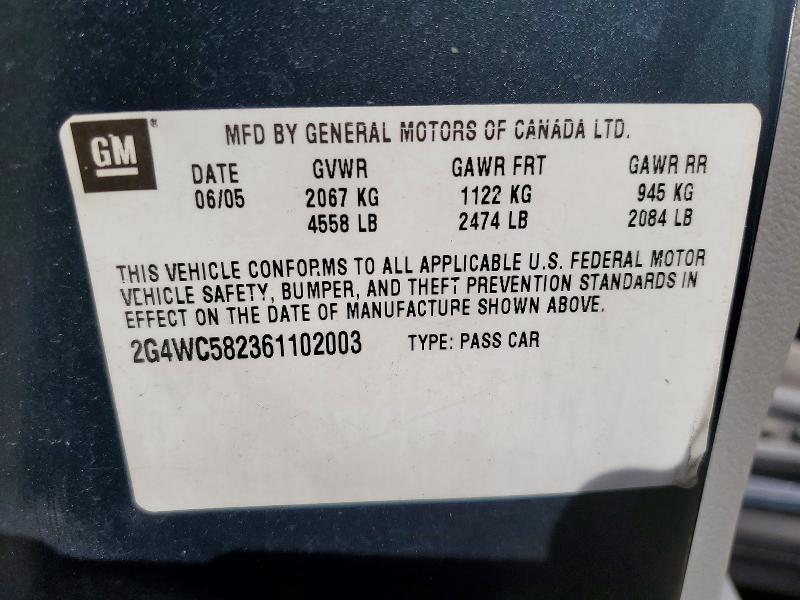 GM®
MFD BY GENERAL MOTORS OF CANADA LTD.
DATE GVWR GAWR FRT GAWR RR
06/05 2067 KG 1122 KG 945 KG
4558 LB 2474 LB 2084 LB
THIS VEHICLE CONFORMS TO ALL APPLICABLE U.S. FEDERAL MOTOR
VEHICLE SAFETY, BUMPER, AND THEFT PREVENTION STANDARDS IN
EFFECT ON THE DATE OF MANUFACTURE SHOWN ABOVE.
2G4WC582361102003 TYPE: PASS CAR